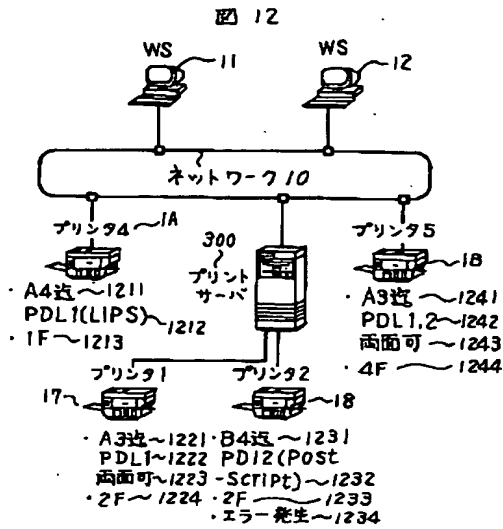 図 12
WS
11
WS
12
ネットワーク 10
プリンタ4
1A
・A4迄~1211
PDL1(LIPS)~1212
・1F~1213
300
プリント
サーバ
プリンタ5
18
・A3迄~1241
PDL1,2~1242
両面可~1243
・4F~1244
プリンタ1
17
・A3迄~1221
PDL1~1222
両面可~1223
・2F~1224
プリンタ2
18
・B4迄~1231
PD12(Post
-Script)~1232
・2F~1233
・エラー発生~1234